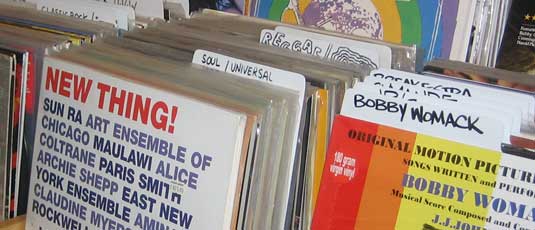 CLASSIC ROCK /
REGGAE/
SOUL / UNIVERSAL
BOBBY WOMACK
NEW THING!
SUN RA ART ENSEMBLE OF
CHICAGO MAULAWI ALICE
COLTRANE PARIS SMITH
ARCHIE SHEPP EAST NEW
YORK ENSEMBLE AMINA
CLAUDINE MYERS
ROCKWELL
ORIGINAL MOTION PICTURE
SONGS WRITTEN and PERFO
180 gram
virgin vinyl
BOBBY WOMA
Musical Score Composed and Co
J.J.JOHN